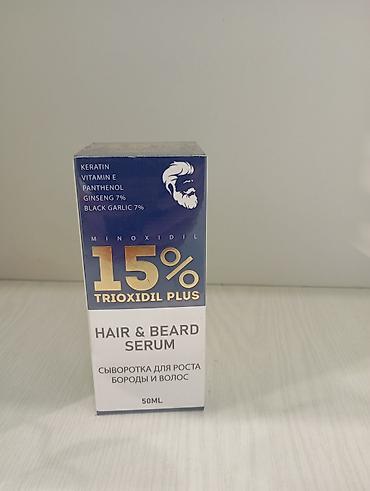 KERATIN
VITAMIN E
PANTHENOL
GINSENG 7%
BLACK GARLIC 7%
MINOXIDIL
15%
TRIOXIDIL PLUS
HAIR & BEARD
SERUM
СЫВОРОТКА ДЛЯ РОСТА
БОРОДЫ И ВОЛОС
50ML